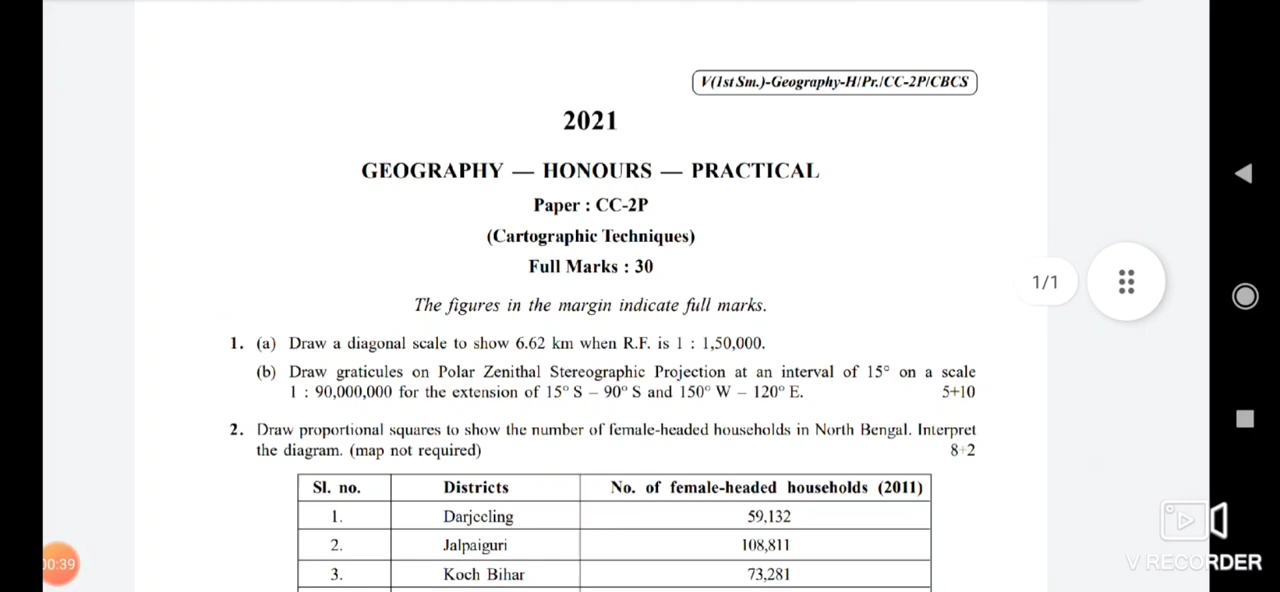 V(1st Sm.)-Geography-H/Pr./CC-2P/CBCS
2021
GEOGRAPHY — HONOURS — PRACTICAL
Paper : CC-2P
(Cartographic Techniques)
Full Marks : 30
The figures in the margin indicate full marks.
1. (a) Draw a diagonal scale to show 6.62 km when R.F. is 1 : 1,50,000.
(b) Draw graticules on Polar Zenithal Stereographic Projection at an interval of 15° on a scale
1 : 90,000,000 for the extension of 15° S – 90° S and 150° W – 120° E. 5+10
2. Draw proportional squares to show the number of female-headed households in North Bengal. Interpret
the diagram. (map not required) 8+2
Sl. no. Districts No. of female-headed households (2011)
1. Darjeeling 59,132
2. Jalpaiguri 108,811
3. Koch Bihar 73,281
1/1
00:39
V RECORDER